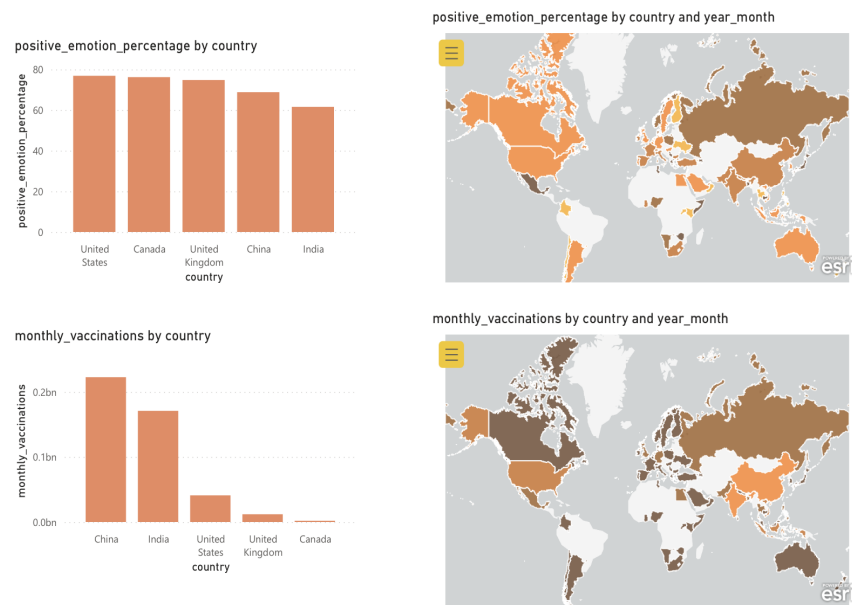 positive_emotion_percentage by country and year_month
positive_emotion_percentage by country
positive_emotion_percentage
80
60
40
20
0
United States
Canada
United Kingdom
China
India
country
esri
monthly_vaccinations by country and year_month
monthly_vaccinations by country
monthly_vaccinations
0.2bn
0.1bn
0.0bn
China
India
United States
United Kingdom
Canada
country
esri